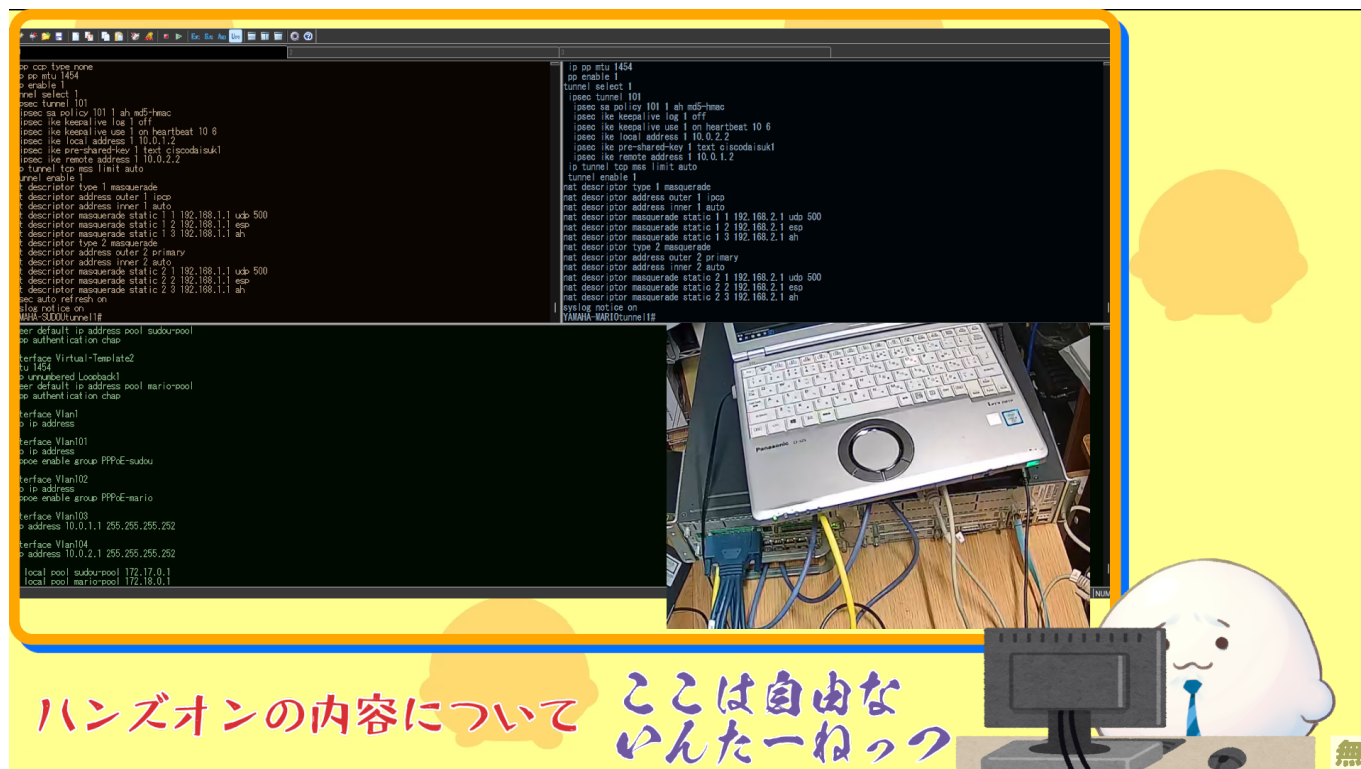 pp ccp type none
p pp mtu 1454
p enable 1
nnel select 1
psec tunnel 101
ipsec sa policy 101 1 ah md5-hmac
ipsec ike keepalive log 1 off
ipsec ike keepalive use 1 on heartbeat 10 6
ipsec ike local address 1 10.0.1.2
ipsec ike pre-shared-key 1 text ciscodaisuk1
ipsec ike remote address 1 10.0.2.2
p tunnel tcp mss limit auto
unnel enable 1
t descriptor type 1 masquerade
t descriptor address outer 1 ipcp
t descriptor address inner 1 auto
t descriptor masquerade static 1 1 192.168.1.1 udp 500
t descriptor masquerade static 1 2 192.168.1.1 esp
t descriptor masquerade static 1 3 192.168.1.1 ah
t descriptor type 2 masquerade
t descriptor address outer 2 primary
t descriptor address inner 2 auto
t descriptor masquerade static 2 1 192.168.1.1 udp 500
t descriptor masquerade static 2 2 192.168.1.1 esp
t descriptor masquerade static 2 3 192.168.1.1 ah
sec auto refresh on
slog notice on
MAHA-SUDOUtunnel1#
ip pp mtu 1454
pp enable 1
tunnel select 1
ipsec tunnel 101
ipsec sa policy 101 1 ah md5-hmac
ipsec ike keepalive log 1 off
ipsec ike keepalive use 1 on heartbeat 10 6
ipsec ike local address 1 10.0.2.2
ipsec ike pre-shared-key 1 text ciscodaisuk1
ipsec ike remote address 1 10.0.1.2
ip tunnel tcp mss limit auto
tunnel enable 1
nat descriptor type 1 masquerade
nat descriptor address outer 1 ipcp
nat descriptor address inner 1 auto
nat descriptor masquerade static 1 1 192.168.2.1 udp 500
nat descriptor masquerade static 1 2 192.168.2.1 esp
nat descriptor masquerade static 1 3 192.168.2.1 ah
nat descriptor type 2 masquerade
nat descriptor address outer 2 primary
nat descriptor address inner 2 auto
nat descriptor masquerade static 2 1 192.168.2.1 udp 500
nat descriptor masquerade static 2 2 192.168.2.1 esp
nat descriptor masquerade static 2 3 192.168.2.1 ah
syslog notice on
YAMAHA-MARIOtunnel1#
eer default ip address pool sudou-pool
pp authentication chap
terface Virtual-Template2
tu 1454
p unnumbered Loopback1
eer default ip address pool mario-pool
pp authentication chap
terface Vlan1
o ip address
terface Vlan101
o ip address
ppoe enable group PPPoE-sudou
terface Vlan102
o ip address
ppoe enable group PPPoE-mario
terface Vlan103
p address 10.0.1.1 255.255.255.252
terface Vlan104
p address 10.0.2.1 255.255.255.252
local pool sudou-pool 172.17.0.1
local pool mario-pool 172.18.0.1
Panasonic
NUM
ハンズオンの内容について
ここは自由な
いんたーねっつ
無